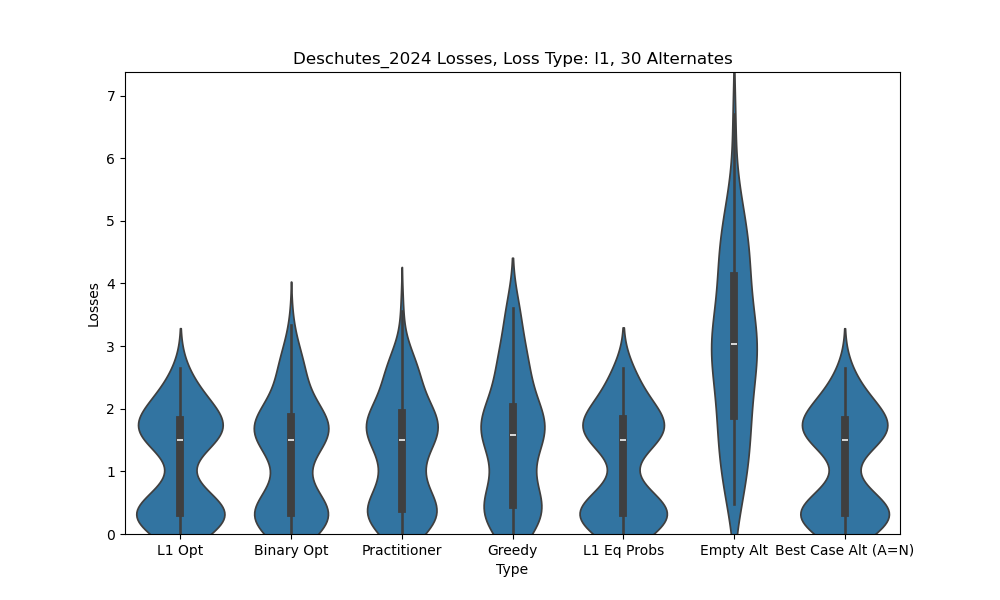 Deschutes_2024 Losses, Loss Type: l1, 30 Alternates
7
6
5
4
3
2
1
0
Losses
L1 Opt
Binary Opt
Practitioner
Greedy
L1 Eq Probs
Empty Alt
Best Case Alt (A=N)
Type